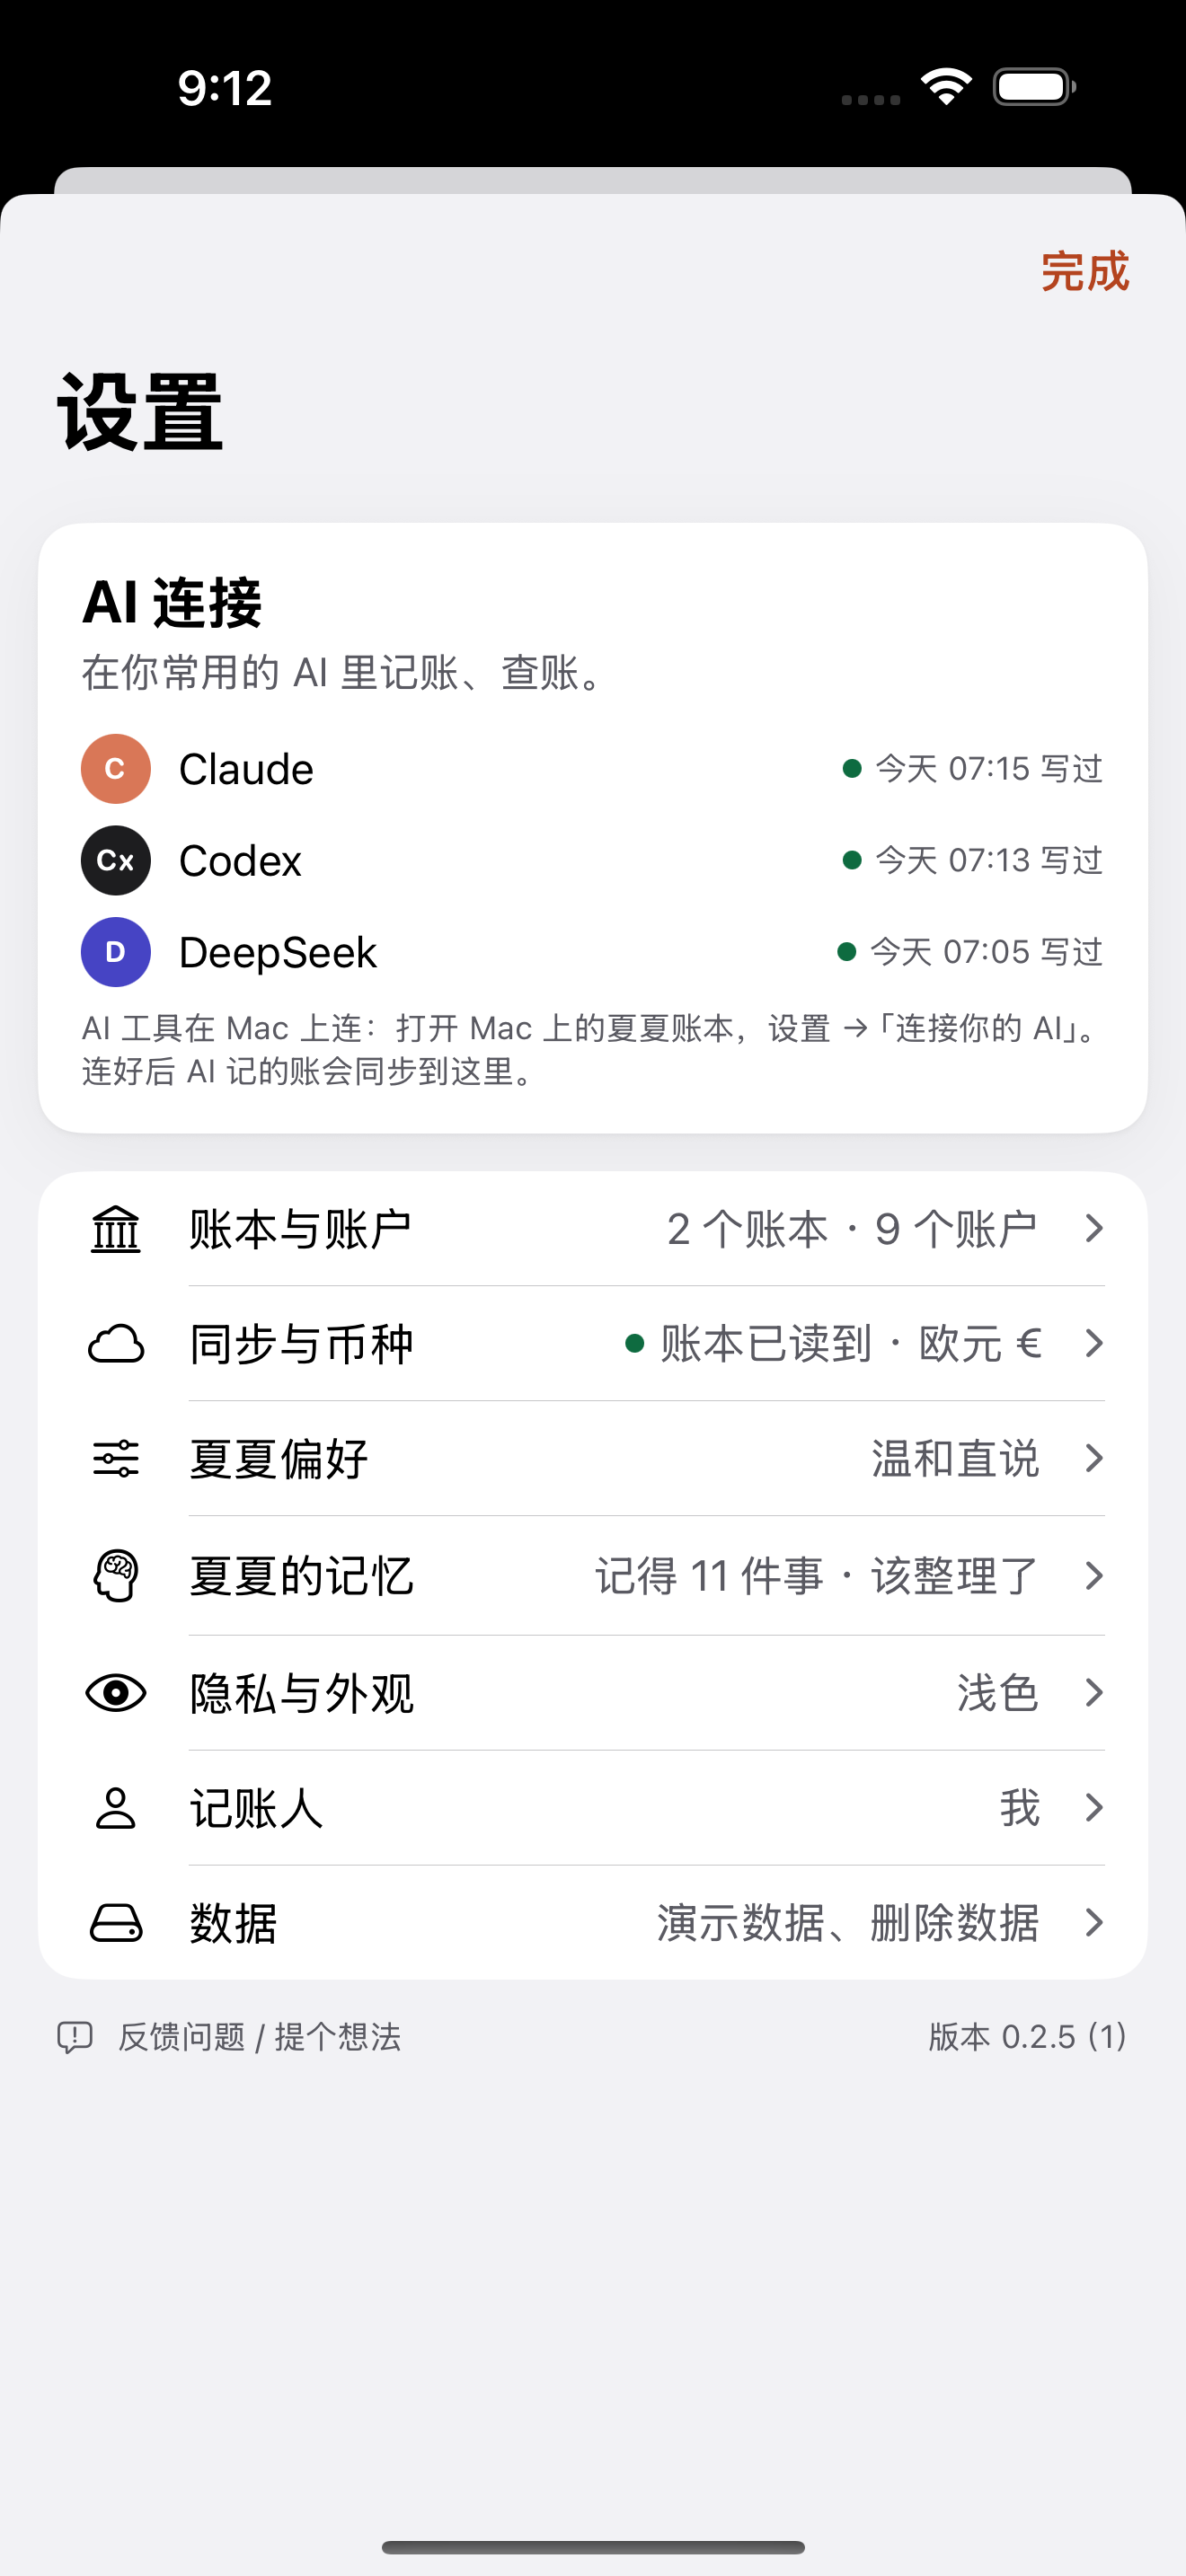 9:12
完成
设置
AI 连接
在你常用的 AI 里记账、查账。
C Claude 今天 07:15 写过
Cx Codex 今天 07:13 写过
D DeepSeek 今天 07:05 写过
AI 工具在 Mac 上连：打开 Mac 上的夏夏账本，设置 →「连接你的 AI」。
连好后 AI 记的账会同步到这里。
账本与账户 2 个账本 · 9 个账户
同步与币种 账本已读到 · 欧元 €
夏夏偏好 温和直说
夏夏的记忆 记得 11 件事 · 该整理了
隐私与外观 浅色
记账人 我
数据 演示数据、删除数据
反馈问题 / 提个想法 版本 0.2.5 (1)